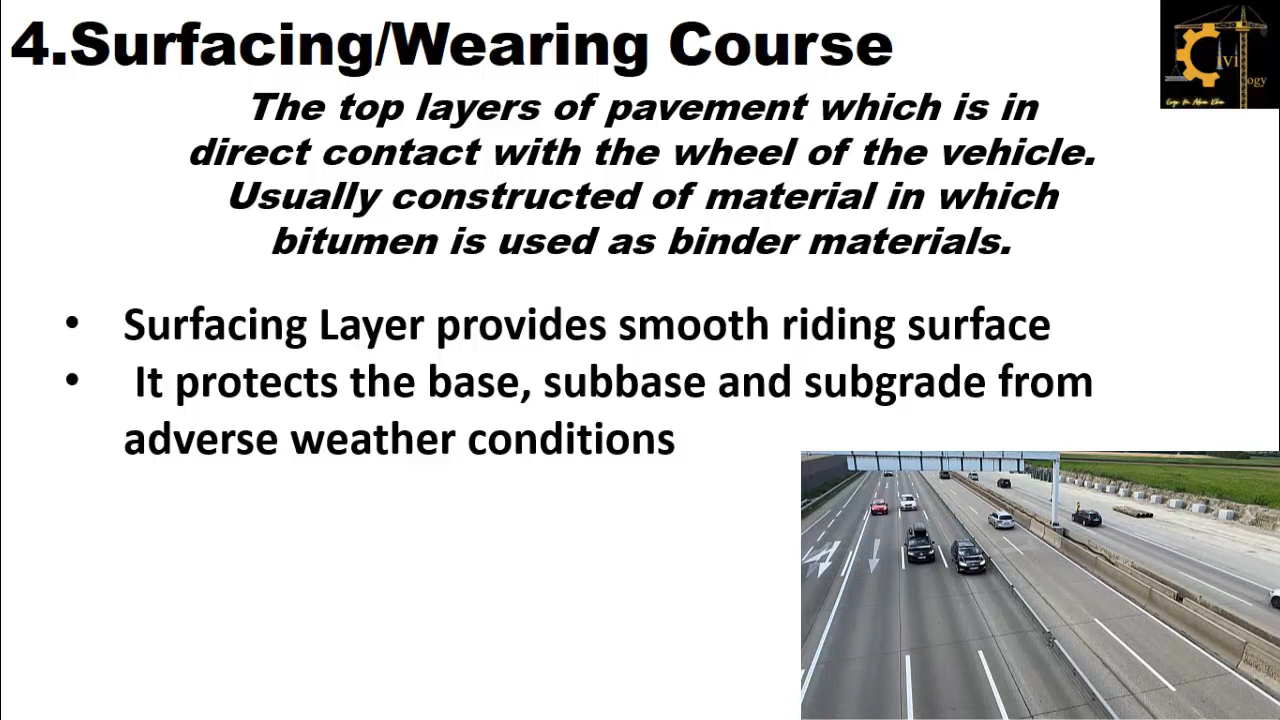 4.Surfacing/Wearing Course
The top layers of pavement which is in
direct contact with the wheel of the vehicle.
Usually constructed of material in which
bitumen is used as binder materials.
• Surfacing Layer provides smooth riding surface
• It protects the base, subbase and subgrade from
adverse weather conditions
Civilogy